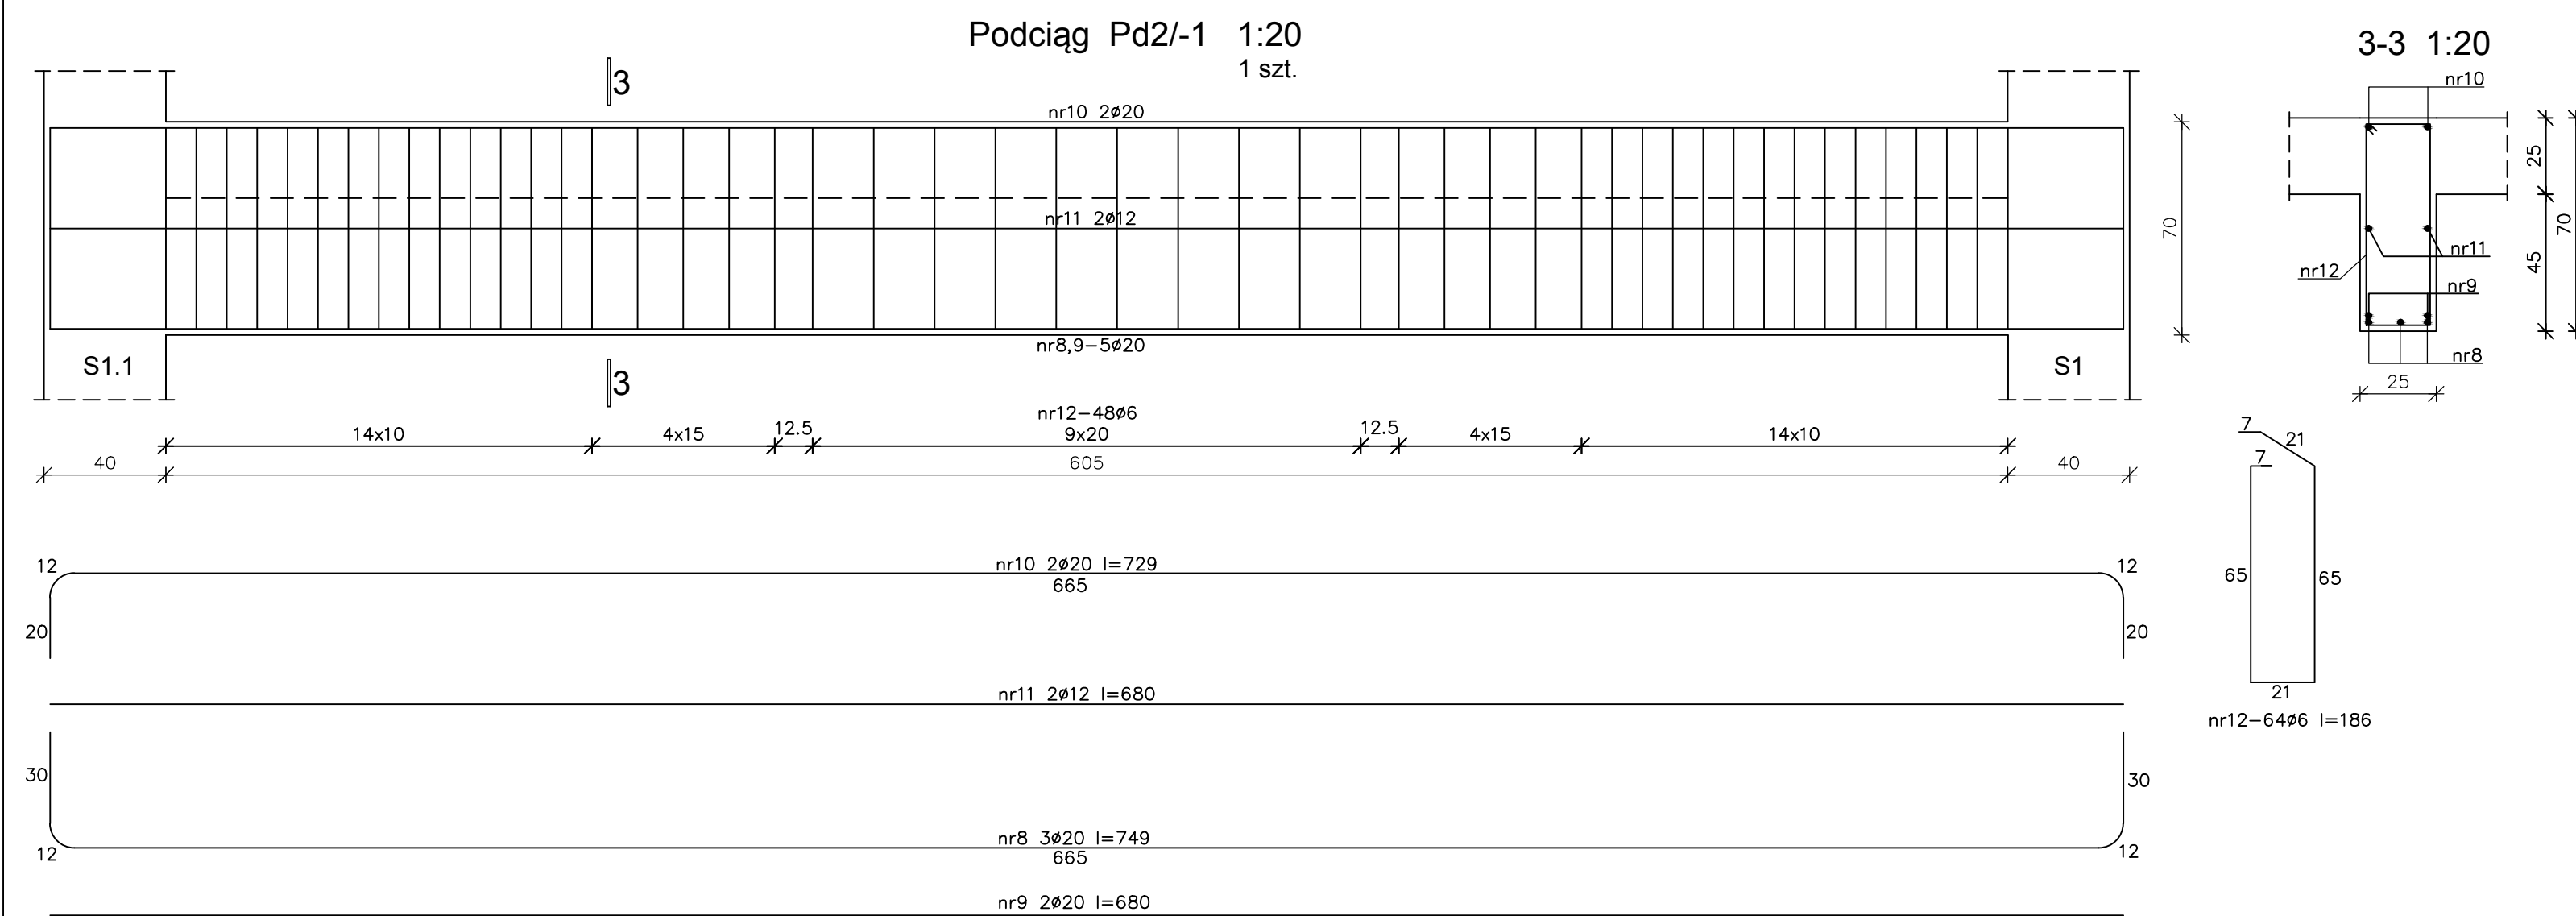 Podciąg Pd2/-1 1:20
1 szt.
3
nr10 2ø20
nr11 2ø12
nr8,9-5ø20
S1.1
S1
3
70
nr12-48ø6
14x10
4x15
12.5
9x20
12.5
4x15
14x10
40
605
40
3-3 1:20
nr10
25
70
45
nr11
nr12
nr9
nr8
25
7
21
7
65
65
21
nr12-64ø6 l=186
12
nr10 2ø20 l=729
12
665
20
20
nr11 2ø12 l=680
30
30
nr8 3ø20 l=749
12
665
12
nr9 2ø20 l=680